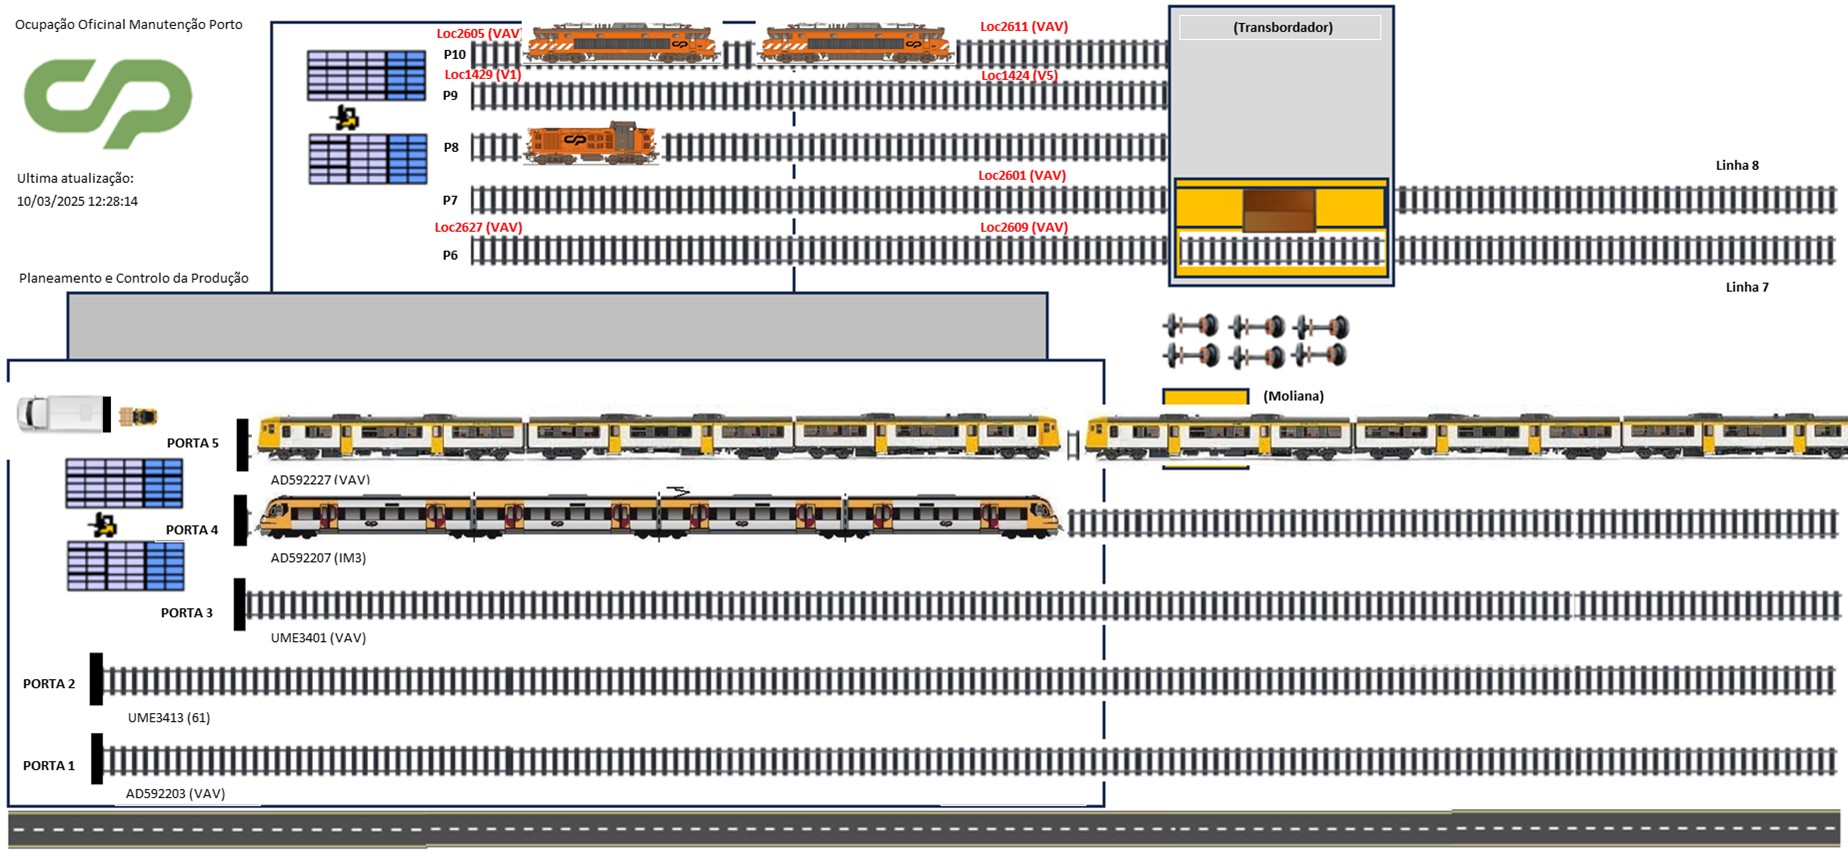 Ocupação Oficinal Manutenção Porto
Ultima atualização:
10/03/2025 12:28:14
Planeamento e Controlo da Produção
Loc2605 (VAV)
Loc2611 (VAV)
P10
Loc1429 (V1)
Loc1424 (V5)
P9
P8
Loc2601 (VAV)
P7
Loc2627 (VAV)
Loc2609 (VAV)
P6
(Transbordador)
Linha 8
Linha 7
(Moliana)
PORTA 5
AD592227 (VAV)
PORTA 4
AD592207 (IM3)
PORTA 3
UME3401 (VAV)
PORTA 2
UME3413 (61)
PORTA 1
AD592203 (VAV)